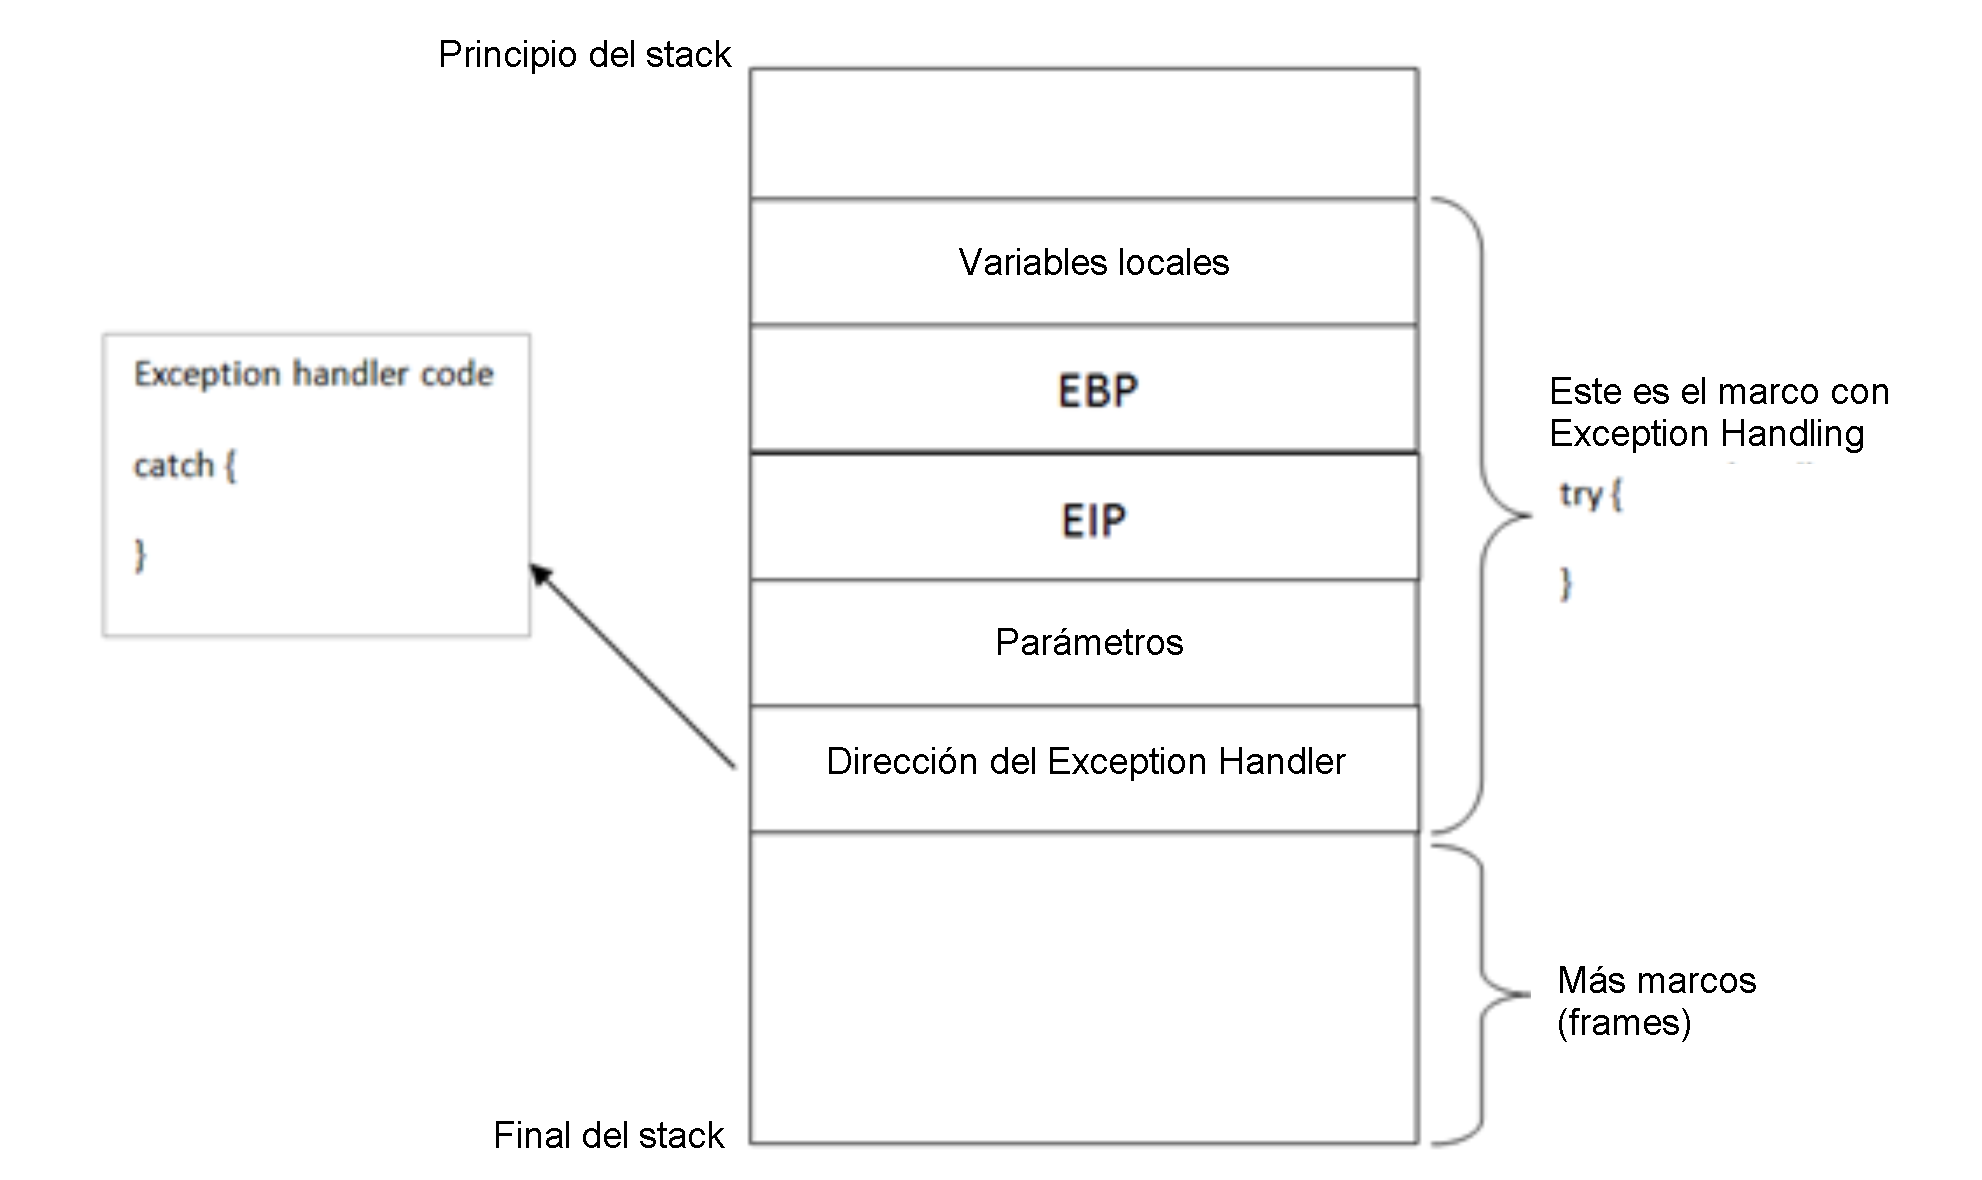 Principio del stack
Variables locales
Exception handler code
catch {
}
EBP
EIP
Parámetros
Dirección del Exception Handler
Este es el marco con
Exception Handling
try {
}
Más marcos
(frames)
Final del stack